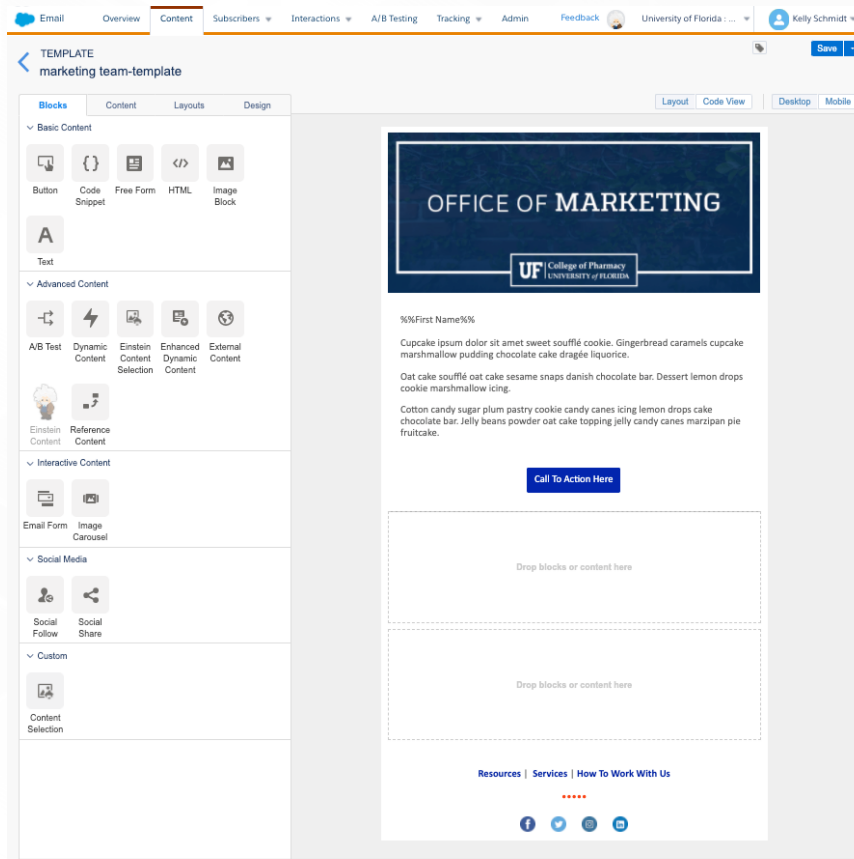 Email Overview Content Subscribers Interactions A/B Testing Tracking Admin Feedback University of Florida : ... Kelly Schmidt
TEMPLATE
marketing team-template
Save
Blocks Content Layouts Design
Layout Code View Desktop Mobile
Basic Content
Button Code Snippet Free Form HTML Image Block
Text
Advanced Content
A/B Test Dynamic Content Einstein Content Selection Enhanced Dynamic Content External Content
Einstein Content Reference Content
Interactive Content
Email Form Image Carousel
Social Media
Social Follow Social Share
Custom
Content Selection
OFFICE OF MARKETING
UF College of Pharmacy
UNIVERSITY of FLORIDA
%%First Name%%
Cupcake ipsum dolor sit amet sweet soufflé cookie. Gingerbread caramels cupcake
marshmallow pudding chocolate cake dragée liquorice.
Oat cake soufflé oat cake sesame snaps danish chocolate bar. Dessert lemon drops
cookie marshmallow icing.
Cotton candy sugar plum pastry cookie candy canes icing lemon drops cake
chocolate bar. Jelly beans powder oat cake topping jelly candy canes marzipan pie
fruitcake.
Call To Action Here
Drop blocks or content here
Drop blocks or content here
Resources | Services | How To Work With Us